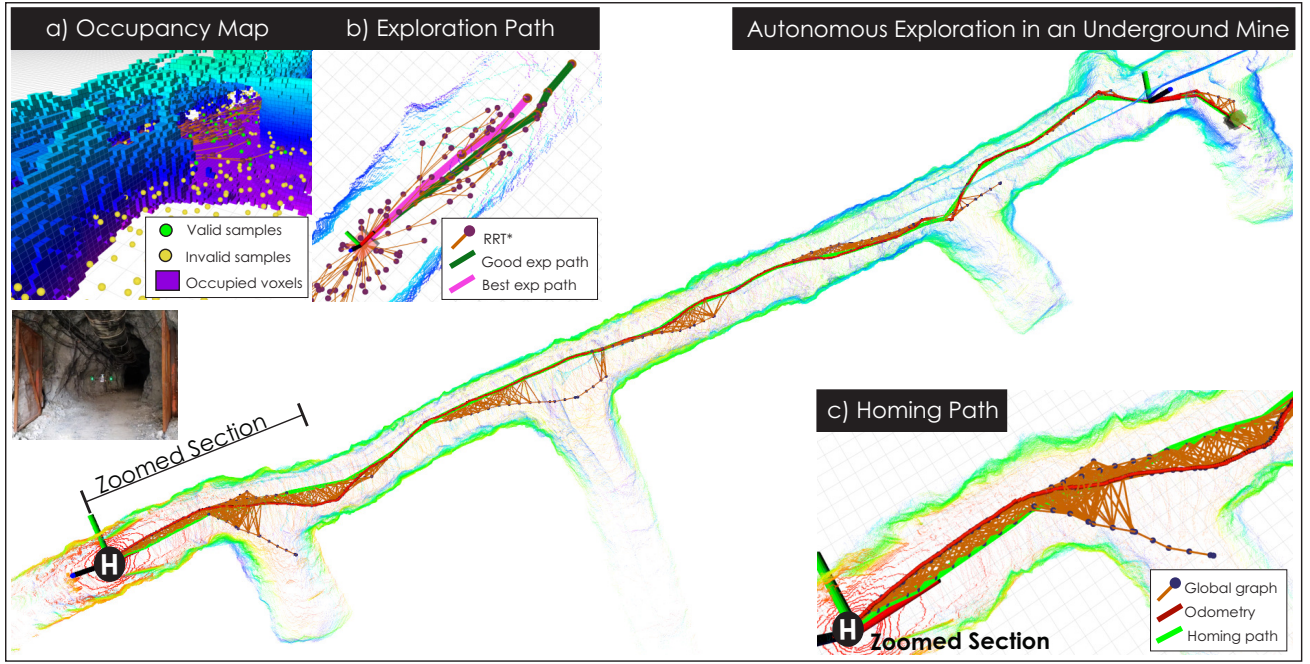 a) Occupancy Map
b) Exploration Path
Autonomous Exploration in an Underground Mine
Valid samples
Invalid samples
Occupied voxels
RRT*
Good exp path
Best exp path
Zoomed Section
H
c) Homing Path
Global graph
Odometry
Homing path
H
Zoomed Section